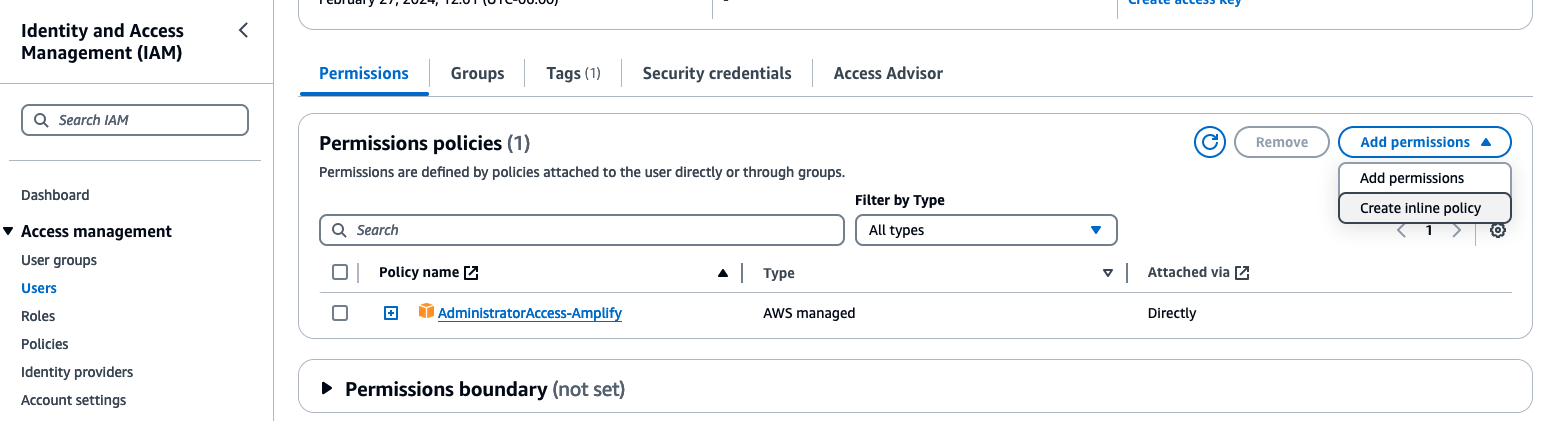 Identity and Access
Management (IAM)
Search IAM
Dashboard
Access management
User groups
Users
Roles
Policies
Identity providers
Account settings
February 27, 2024, 12:01 (UTC-06:00)
-
Create access key
Permissions
Groups
Tags (1)
Security credentials
Access Advisor
Permissions policies (1)
Remove
Add permissions
Permissions are defined by policies attached to the user directly or through groups.
Add permissions
Create inline policy
Filter by Type
Search
All types
1
Policy name
Type
Attached via
AdministratorAccess-Amplify
AWS managed
Directly
Permissions boundary (not set)